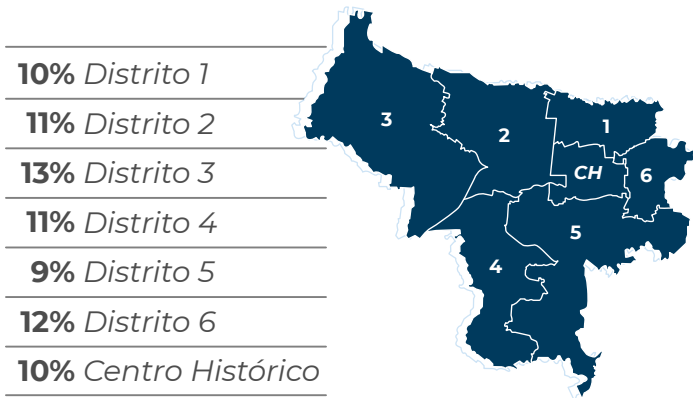 10% Distrito 1
11% Distrito 2
13% Distrito 3
11% Distrito 4
9% Distrito 5
12% Distrito 6
10% Centro Histórico
3
2
1
CH
6
5
4